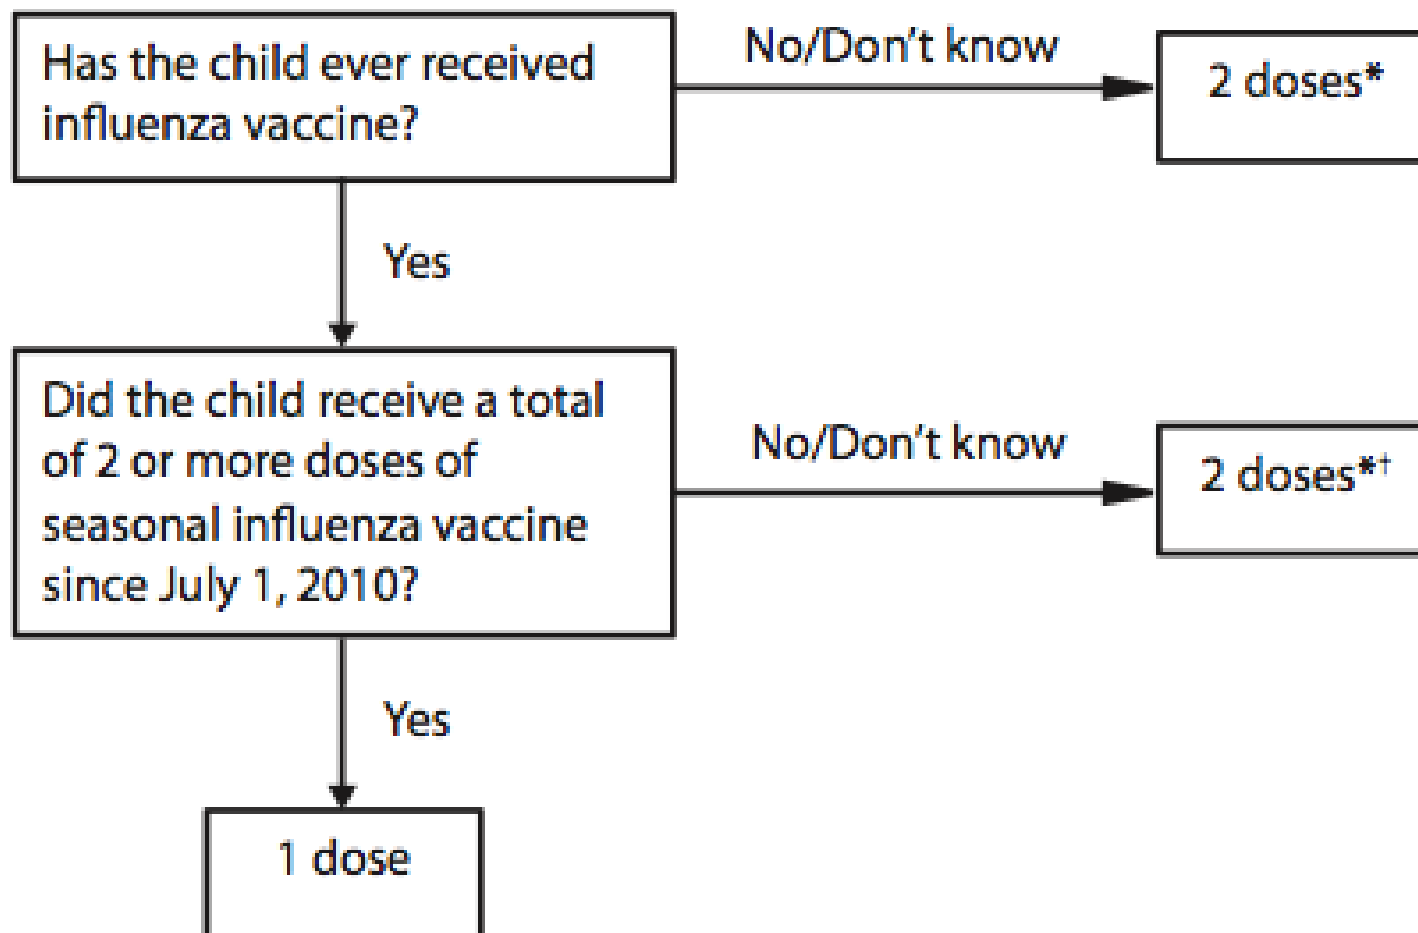 Has the child ever received
influenza vaccine?
No/Don't know
2 doses*
Yes
Did the child receive a total
of 2 or more doses of
seasonal influenza vaccine
since July 1, 2010?
No/Don't know
2 doses*†
Yes
1 dose